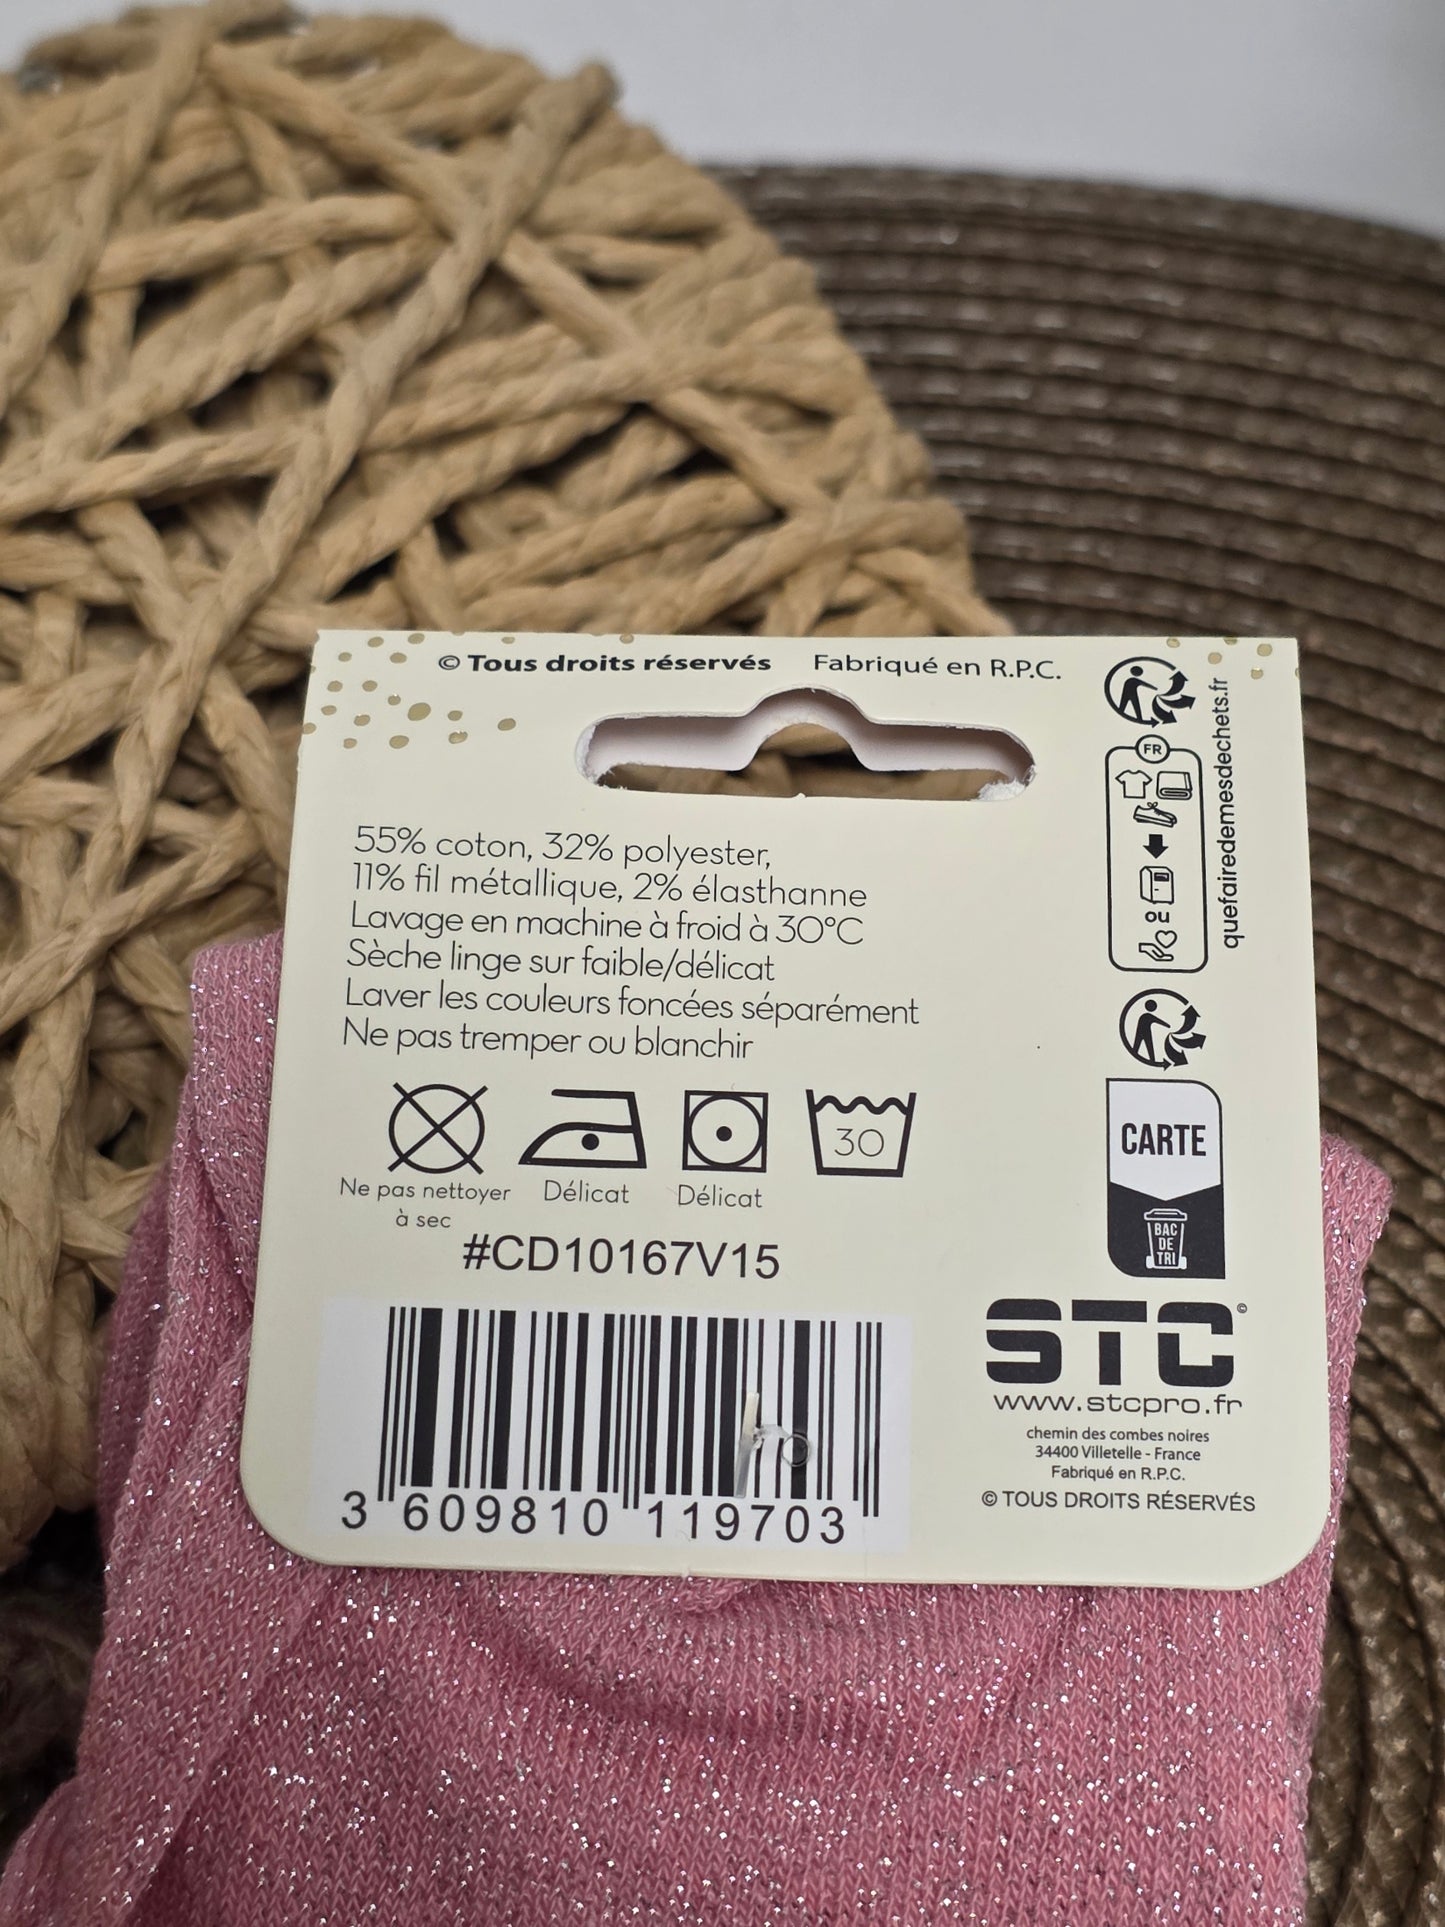 © Tous droits réservés Fabriqué en R.P.C.
quefairedemesdechets.fr
FR
ou
55% coton, 32% polyester,
11% fil métallique, 2% élasthanne
Lavage en machine à froid à 30°C
Sèche linge sur faible/délicat
Laver les couleurs foncées séparément
Ne pas tremper ou blanchir
30
Ne pas nettoyer
à sec
Délicat
Délicat
CARTE
BAC
DE
TRI
#CD10167V15
3 609810 119703
STC©
www.stcpro.fr
chemin des combes noires
34400 Villetelle - France
Fabriqué en R.P.C.
© TOUS DROITS RÉSERVÉS